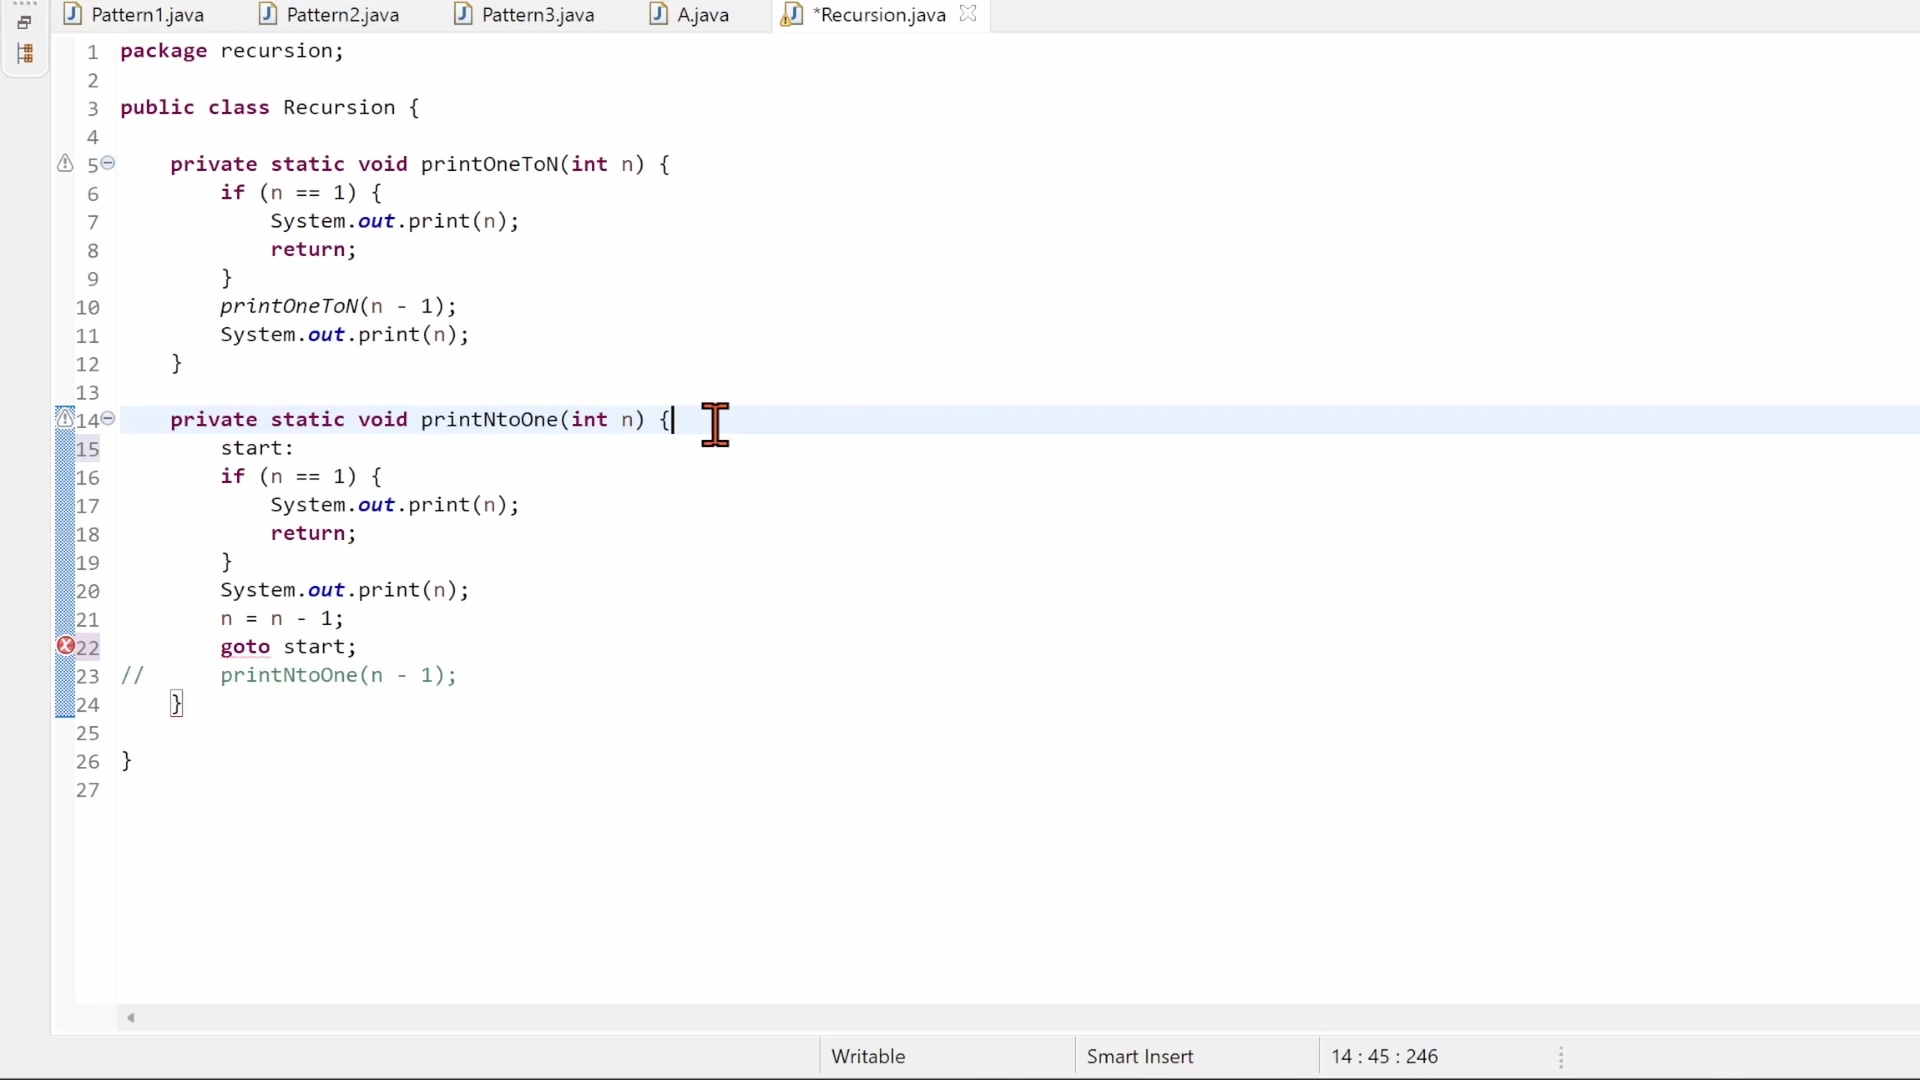 Pattern1.java Pattern2.java Pattern3.java A.java *Recursion.java
1 package recursion;
2
3 public class Recursion {
4
5 private static void printOneToN(int n) {
6 if (n == 1) {
7 System.out.print(n);
8 return;
9 }
10 printOneToN(n - 1);
11 System.out.print(n);
12 }
13
14 private static void printNtoOne(int n) {
15 start:
16 if (n == 1) {
17 System.out.print(n);
18 return;
19 }
20 System.out.print(n);
21 n = n - 1;
22 goto start;
23 // printNtoOne(n - 1);
24 }
25
26 }
27
Writable Smart Insert 14 : 45 : 246